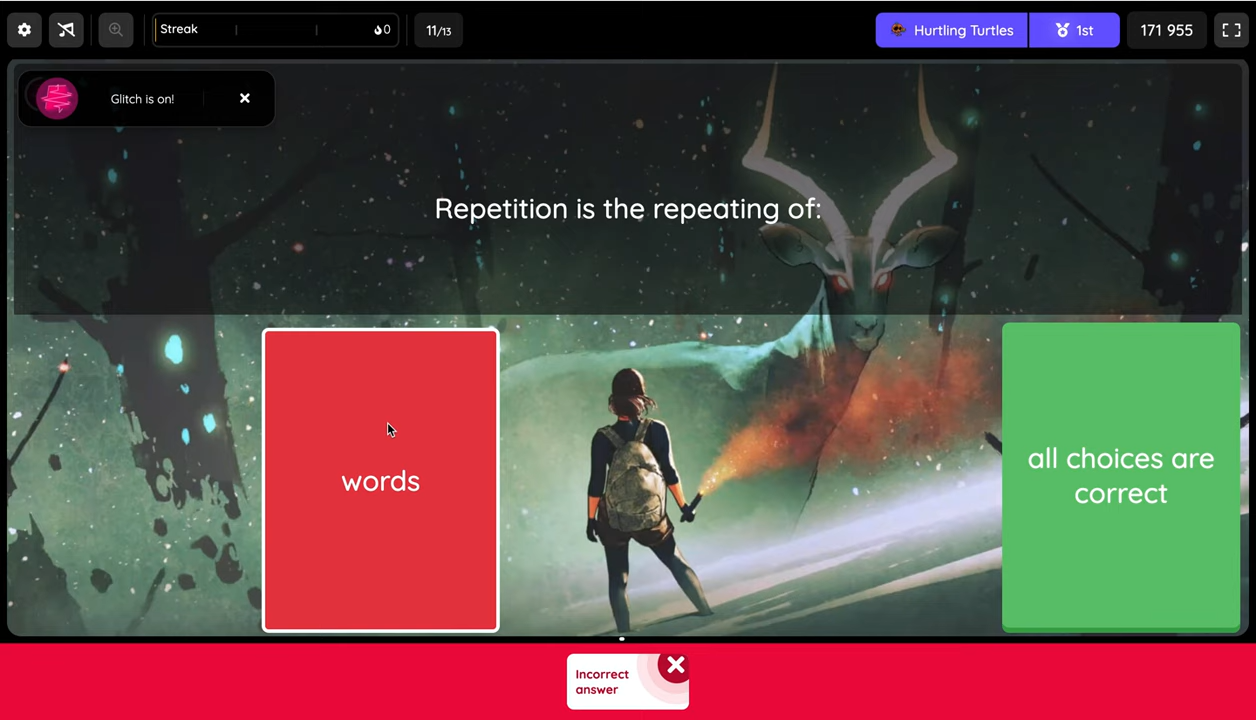 Streak
0
11/13
Hurtling Turtles
1st
171 955
Glitch is on!
Repetition is the repeating of:
words
all choices are
correct
Incorrect
answer